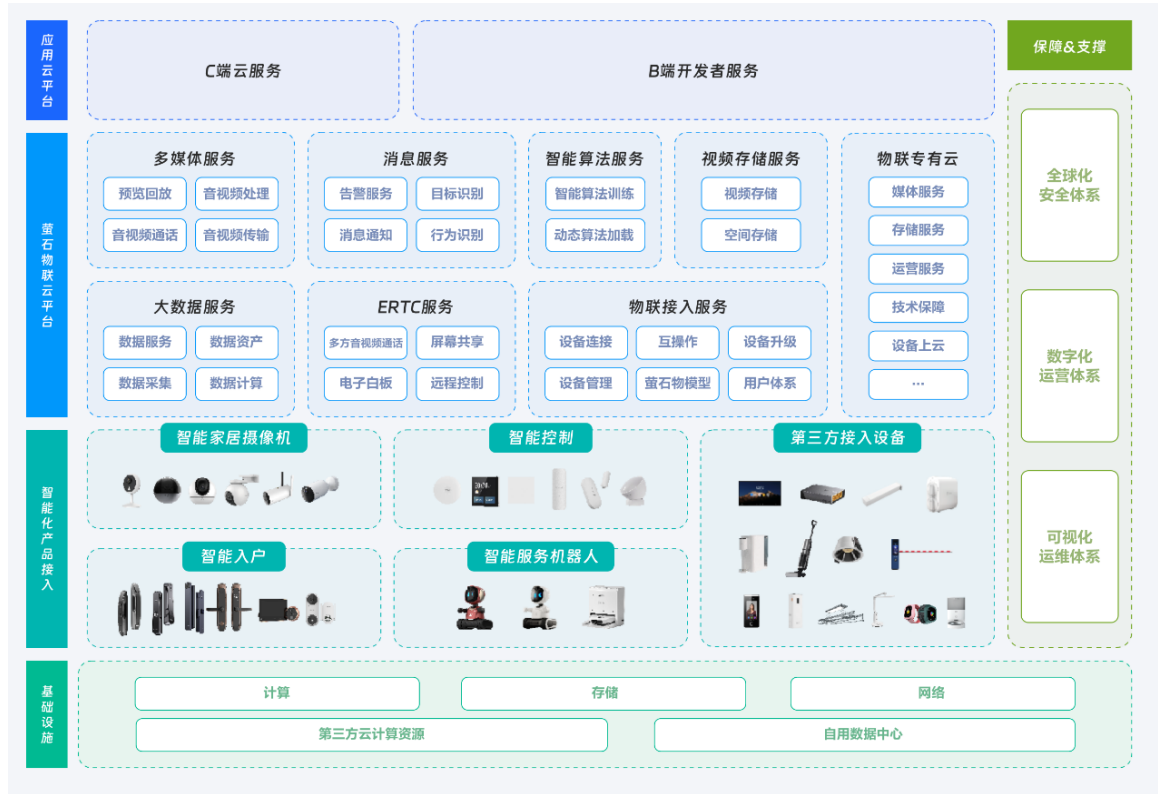 应用云平台
C端云服务
B端开发者服务
保障&支撑
萤石物联云平台
多媒体服务
预览回放
音视频处理
音视频通话
音视频传输
消息服务
告警服务
目标识别
消息通知
行为识别
智能算法服务
智能算法训练
动态算法加载
视频存储服务
视频存储
空间存储
物联专有云
媒体服务
存储服务
运营服务
技术保障
设备上云
...
大数据服务
数据服务
数据资产
数据采集
数据计算
ERTC服务
多方音视频通话
屏幕共享
电子白板
远程控制
物联接入服务
设备连接
互操作
设备升级
设备管理
萤石物模型
用户体系
全球化
安全体系
数字化
运营体系
可视化
运维体系
智能化产品接入
智能家居摄像机
智能控制
第三方接入设备
智能入户
智能服务机器人
基础设施
计算
存储
网络
第三方云计算资源
自用数据中心